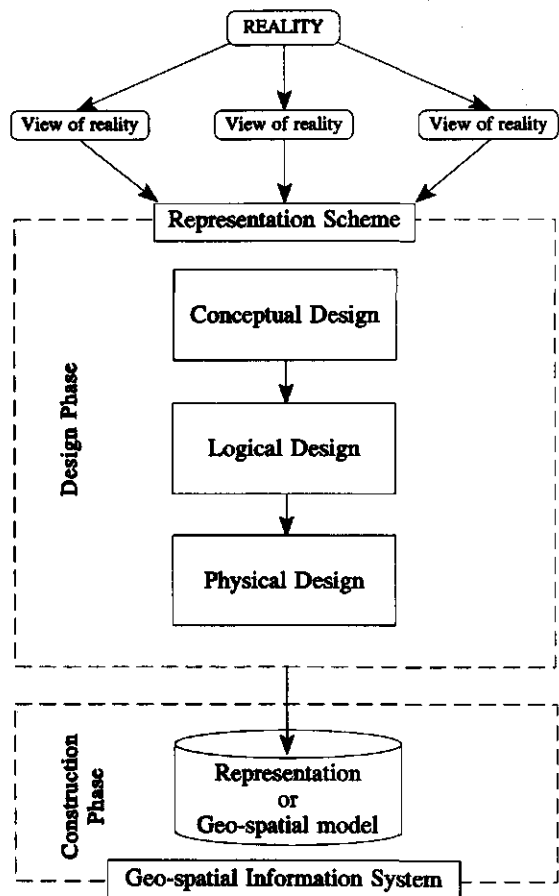 REALITY
View of reality
View of reality
View of reality
Representation Scheme
Conceptual Design
Design Phase
Logical Design
Physical Design
Construction
Phase
Representation
or
Geo-spatial model
Geo-spatial Information System